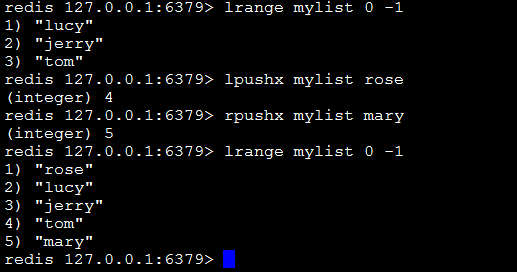 redis 127.0.0.1:6379> lrange mylist 0 -1
1) "lucy"
2) "jerry"
3) "tom"
redis 127.0.0.1:6379> lpushx mylist rose
(integer) 4
redis 127.0.0.1:6379> rpushx mylist mary
(integer) 5
redis 127.0.0.1:6379> lrange mylist 0 -1
1) "rose"
2) "lucy"
3) "jerry"
4) "tom"
5) "mary"
redis 127.0.0.1:6379>